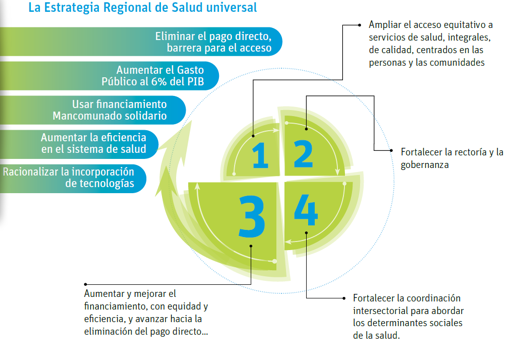 La Estrategia Regional de Salud universal
Eliminar el pago directo,
barrera para el acceso
Aumentar el Gasto
Público al 6% del PIB
Usar financiamiento
Mancomunado solidario
Aumentar la eficiencia
en el sistema de salud
Racionalizar la incorporación
de tecnologías
Ampliar el acceso equitativo a
servicios de salud, integrales,
de calidad, centrados en las
personas y las comunidades
Fortalecer la rectoría y la
gobernanza
1
2
3
4
Aumentar y mejorar el
financiamiento, con equidad y
eficiencia, y avanzar hacia la
eliminación del pago directo...
Fortalecer la coordinación
intersectorial para abordar
los determinantes sociales
de la salud.